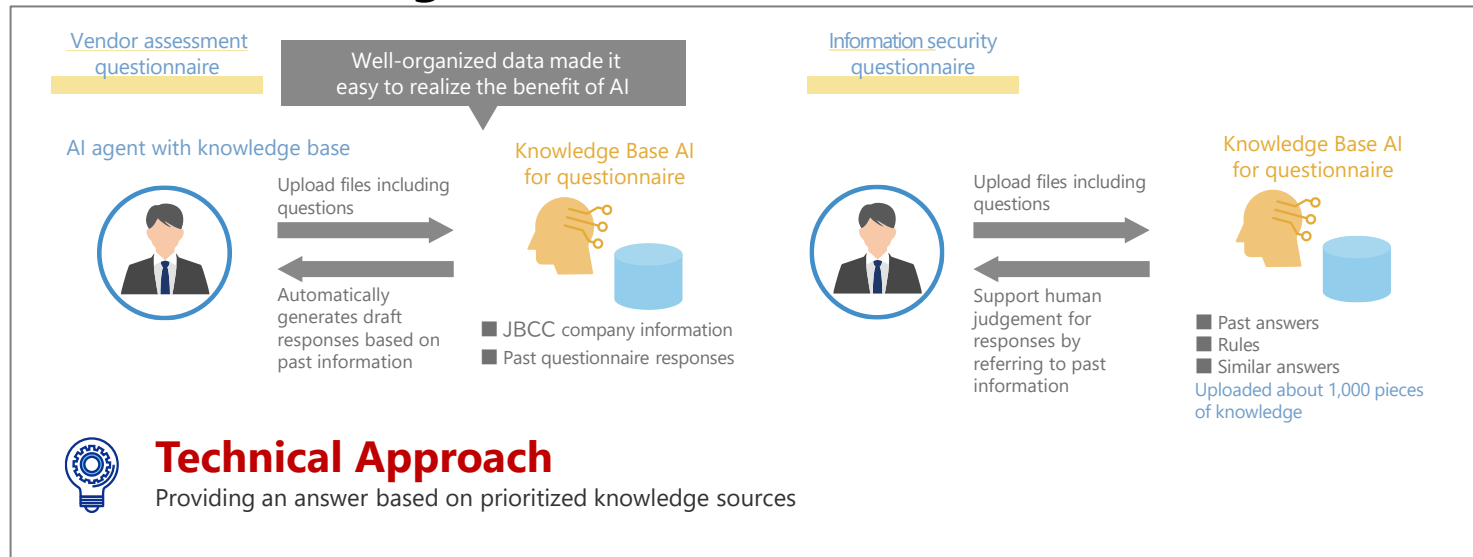 Vendor assessment
questionnaire
Well-organized data made it
easy to realize the benefit of AI
AI agent with knowledge base
Upload files including
questions
Automatically
generates draft
responses based on
past information
Knowledge Base AI
for questionnaire
■ JBCC company information
■ Past questionnaire responses
Information security
questionnaire
Upload files including
questions
Support human
judgement for
responses by
referring to past
information
Knowledge Base AI
for questionnaire
■ Past answers
■ Rules
■ Similar answers
Uploaded about 1,000 pieces
of knowledge
Technical Approach
Providing an answer based on prioritized knowledge sources